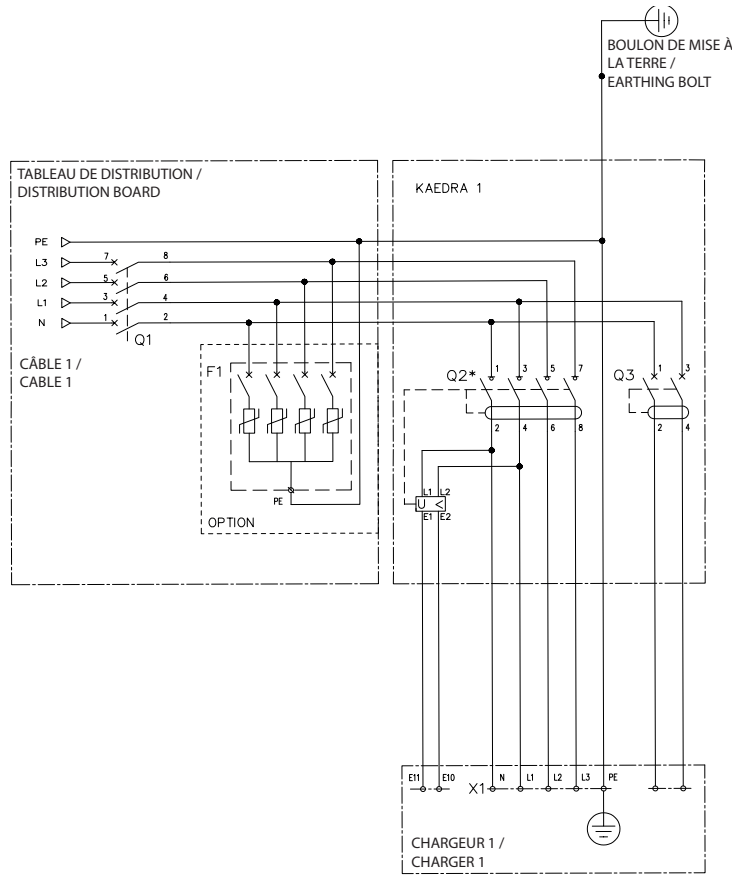 BOULON DE MISE À
LA TERRE /
EARTHING BOLT
TABLEAU DE DISTRIBUTION /
DISTRIBUTION BOARD
KAEDRA 1
PE
L3 7 8
L2 5 6
L1 3 4
N 1 2
Q1
CÂBLE 1 /
CABLE 1
F1
PE
OPTION
Q2* 1 3 5 7
2 4 6 8
Q3 1 3
2 4
L1 L2
U <
E1 E2
E11 E10 X1 N L1 L2 L3 PE
CHARGEUR 1 /
CHARGER 1